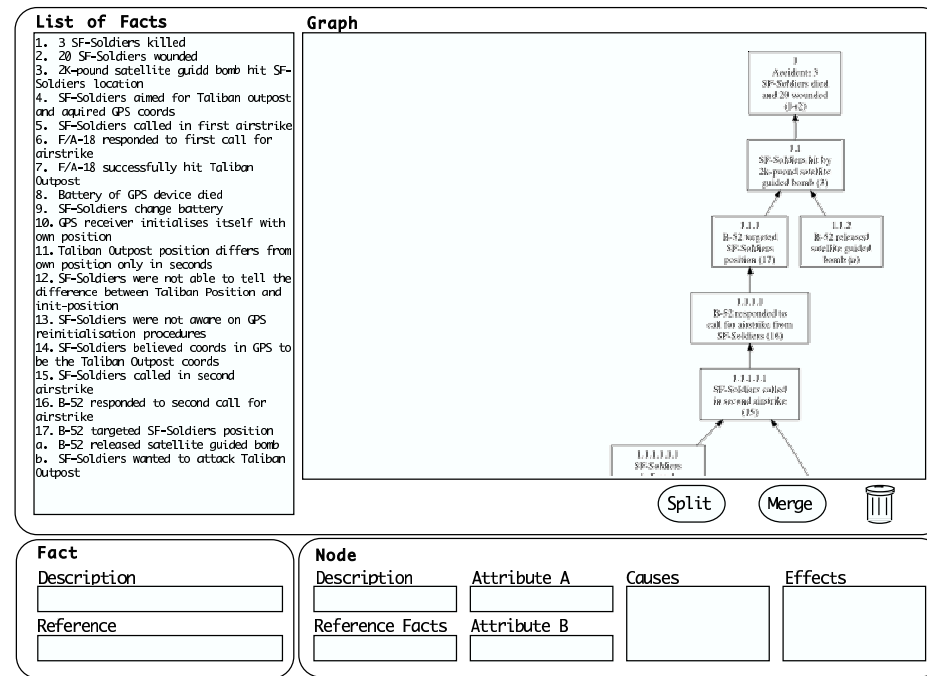 List of Facts
1. 3 SF-Soldiers killed
2. 20 SF-Soldiers wounded
3. 2K-pound satellite guidd bomb hit SF-
Soldiers location
4. SF-Soldiers aimed for Taliban outpost
and aquired GPS coords
5. SF-Soldiers called in first airstrike
6. F/A-18 responded to first call for
airstrike
7. F/A-18 successfully hit Taliban
Outpost
8. Battery of GPS device died
9. SF-Soldiers change battery
10. GPS receiver initialises itself with
own position
11. Taliban Outpost position differs from
own position only in seconds
12. SF-Soldiers were not able to tell the
difference between Taliban Position and
init-position
13. SF-Soldiers were not aware on GPS
reinitialisation procedures
14. SF-Soldiers believed coords in GPS to
be the Taliban Outpost coords
15. SF-Soldiers called in second
airstrike
16. B-52 responded to second call for
airstrike
17. B-52 targeted SF-Soldiers position
a. B-52 released satellite guided bomb
b. SF-Soldiers wanted to attack Taliban
Outpost
Graph
1
Accident: 3
SF-Soldiers died
and 20 wounded
(1+2)
1.1
SF-Soldiers hit by
2k-pound satellite
guided bomb (3)
1.1.1
B-52 targeted
SF-Soldiers
position (17)
1.1.2
B-52 released
satellite guided
bomb (a)
1.1.1.1
B-52 responded to
call for airstrike from
SF-Soldiers (16)
1.1.1.1.1
SF-Soldiers called
in second airstrike
(15)
1.1.1.1.1.1
SF-Soldiers
Split
Merge
Fact
Description
Reference
Node
Description
Attribute A
Causes
Effects
Reference Facts
Attribute B